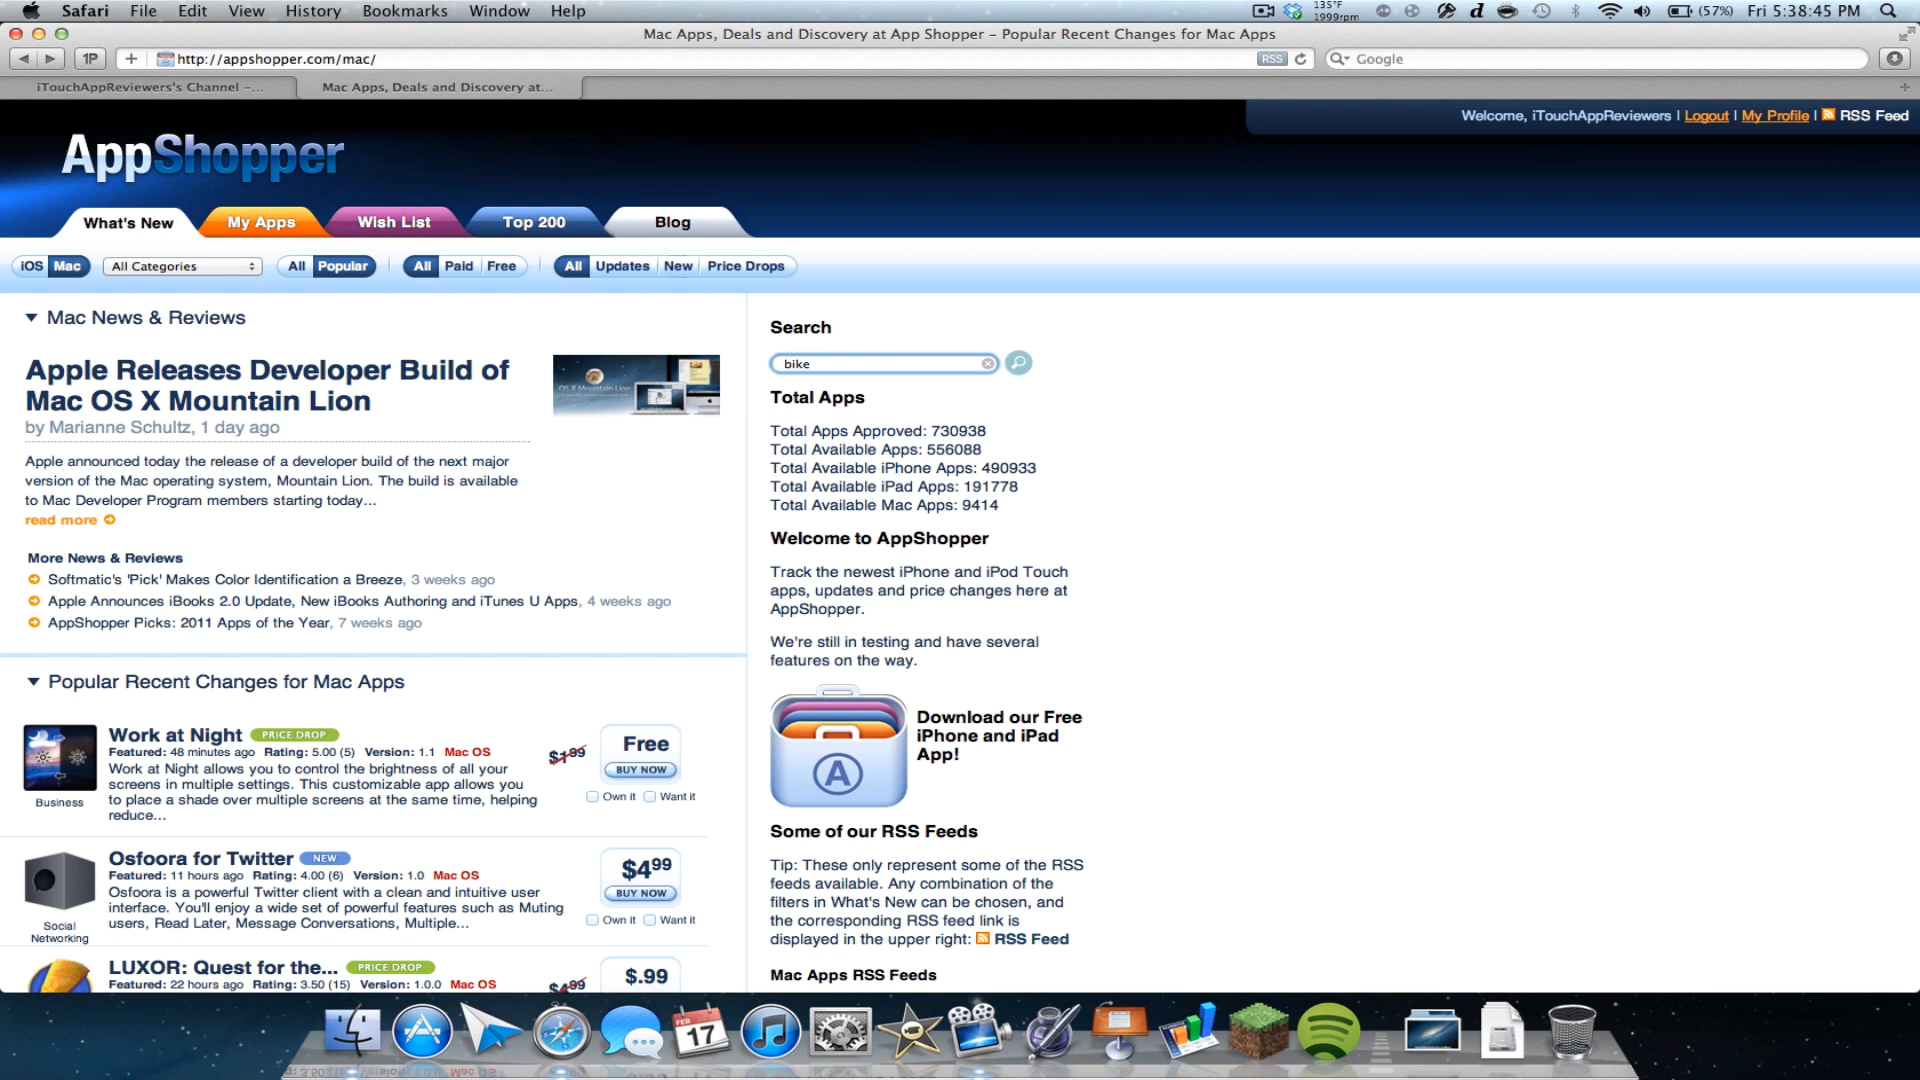 Safari File Edit View History Bookmarks Window Help
135°F
1999rpm
(57%) Fri 5:38:45 PM
Mac Apps, Deals and Discovery at App Shopper – Popular Recent Changes for Mac Apps
1P + http://appshopper.com/mac/ RSS Google
iTouchAppReviewers's Channel –... Mac Apps, Deals and Discovery at...
Welcome, iTouchAppReviewers | Logout | My Profile | RSS Feed
AppShopper
What's New My Apps Wish List Top 200 Blog
iOS Mac All Categories All Popular All Paid Free All Updates New Price Drops
Mac News & Reviews
Apple Releases Developer Build of
Mac OS X Mountain Lion
by Marianne Schultz, 1 day ago
OS X Mountain Lion
Apple announced today the release of a developer build of the next major
version of the Mac operating system, Mountain Lion. The build is available
to Mac Developer Program members starting today...
read more
More News & Reviews
Softmatic's 'Pick' Makes Color Identification a Breeze, 3 weeks ago
Apple Announces iBooks 2.0 Update, New iBooks Authoring and iTunes U Apps, 4 weeks ago
AppShopper Picks: 2011 Apps of the Year, 7 weeks ago
Popular Recent Changes for Mac Apps
Work at Night PRICE DROP
Featured: 48 minutes ago Rating: 5.00 (5) Version: 1.1 Mac OS
Work at Night allows you to control the brightness of all your
screens in multiple settings. This customizable app allows you
to place a shade over multiple screens at the same time, helping
reduce...
Business
$1.99 Free
BUY NOW
Own it Want it
Osfoora for Twitter NEW
Featured: 11 hours ago Rating: 4.00 (6) Version: 1.0 Mac OS
Osfoora is a powerful Twitter client with a clean and intuitive user
interface. You'll enjoy a wide set of powerful features such as Muting
users, Read Later, Message Conversations, Multiple...
Social
Networking
$4.99
BUY NOW
Own it Want it
LUXOR: Quest for the... PRICE DROP
Featured: 22 hours ago Rating: 3.50 (15) Version: 1.0.0 Mac OS
$4.99 $.99
Search
bike
Total Apps
Total Apps Approved: 730938
Total Available Apps: 556088
Total Available iPhone Apps: 490933
Total Available iPad Apps: 191778
Total Available Mac Apps: 9414
Welcome to AppShopper
Track the newest iPhone and iPod Touch
apps, updates and price changes here at
AppShopper.
We're still in testing and have several
features on the way.
A
Download our Free
iPhone and iPad
App!
Some of our RSS Feeds
Tip: These only represent some of the RSS
feeds available. Any combination of the
filters in What's New can be chosen, and
the corresponding RSS feed link is
displayed in the upper right: RSS Feed
Mac Apps RSS Feeds
FEB
17